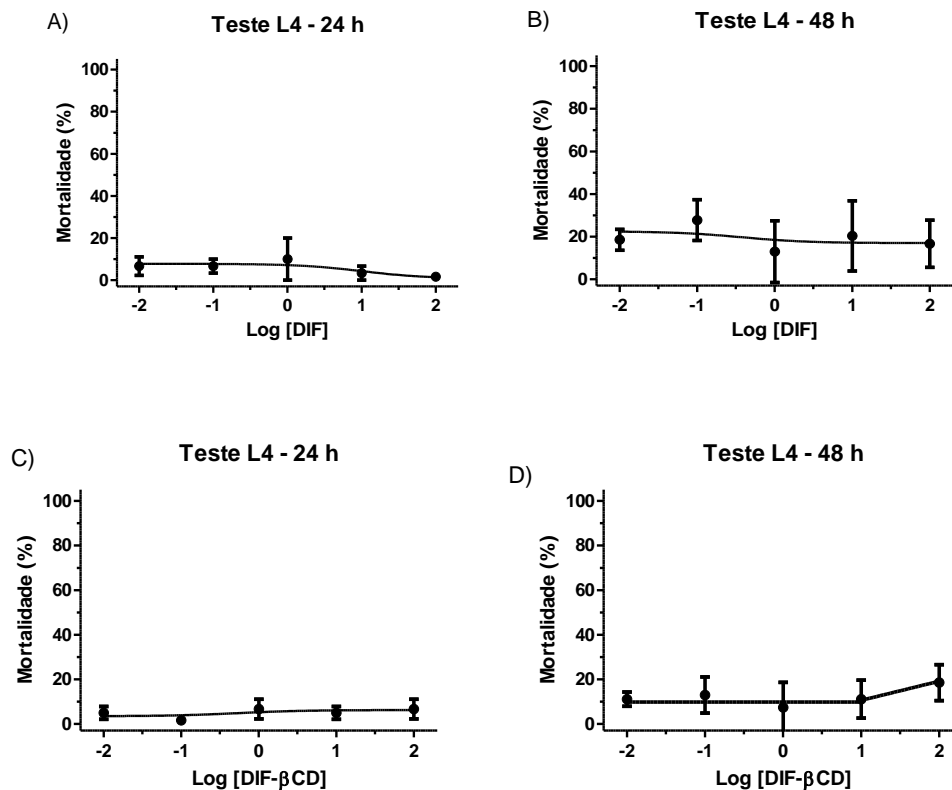 A)
Teste L4 - 24 h
Mortalidade (%)
100
80
60
40
20
0
-2 -1 0 1 2
Log [DIF]
B)
Teste L4 - 48 h
Mortalidade (%)
100
80
60
40
20
0
-2 -1 0 1 2
Log [DIF]
C)
Teste L4 - 24 h
Mortalidade (%)
100
80
60
40
20
0
-2 -1 0 1 2
Log [DIF-βCD]
D)
Teste L4 - 48 h
Mortalidade (%)
100
80
60
40
20
0
-2 -1 0 1 2
Log [DIF-βCD]